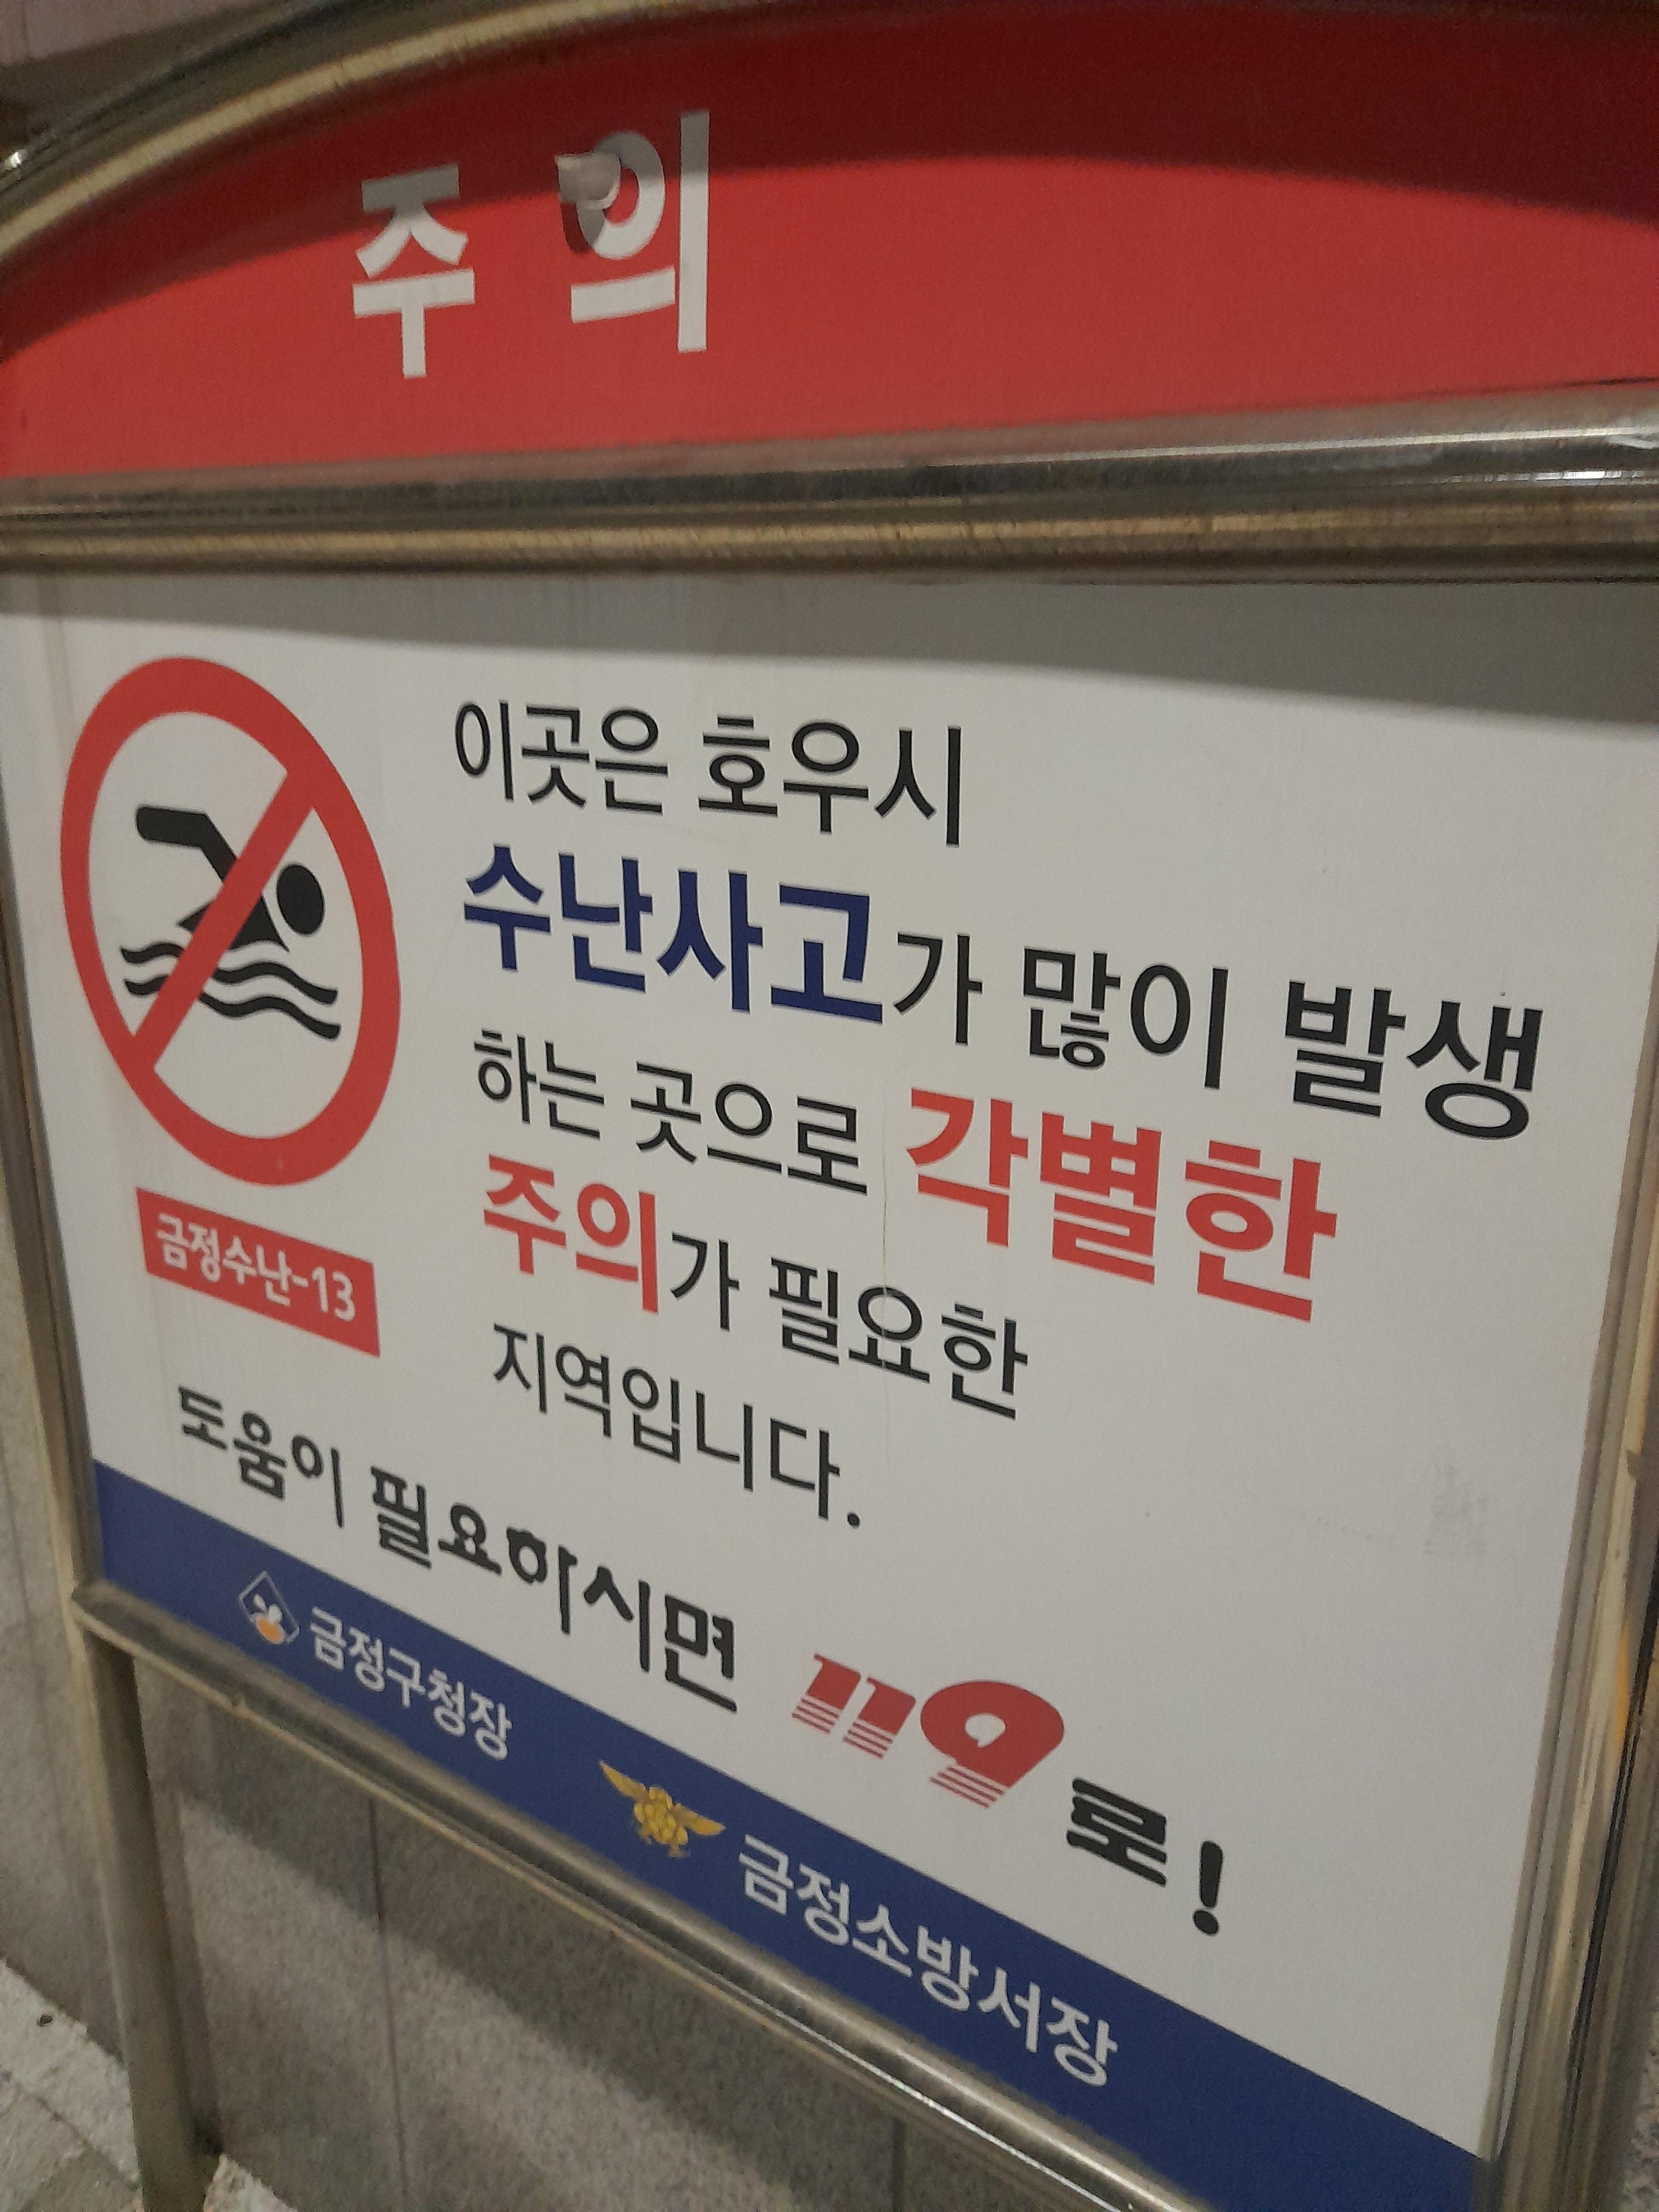 주의
이곳은 호우시
수난사고가 많이 발생
하는 곳으로 각별한
주의가 필요한
지역입니다.
금정수난-13
도움이 필요하시면 119로!
금정구청장 금정소방서장